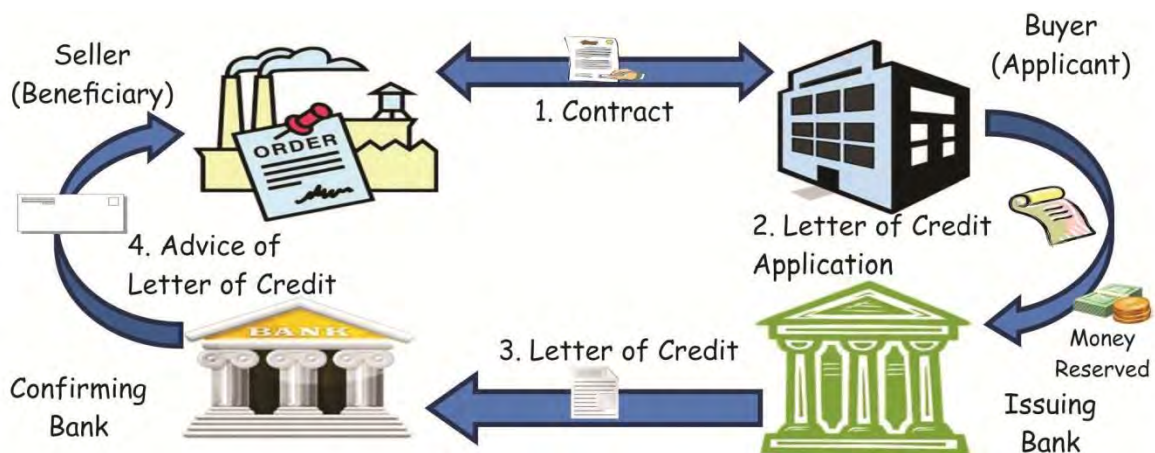 Seller
(Beneficiary)
ORDER
1. Contract
Buyer
(Applicant)
4. Advice of
Letter of Credit
2. Letter of Credit
Application
BANK
3. Letter of Credit
Money
Reserved
Confirming
Bank
Issuing
Bank